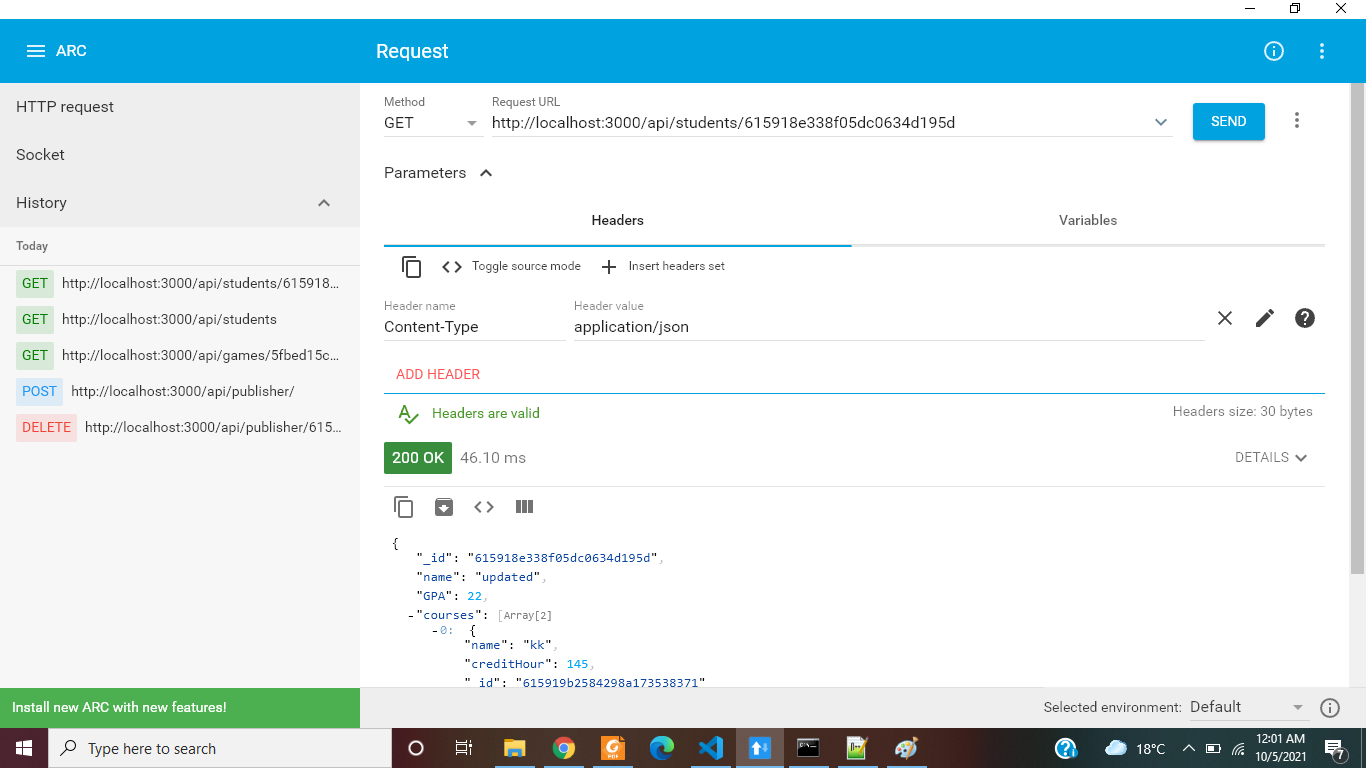 ARC
Request
HTTP request
Socket
History
Today
GET http://localhost:3000/api/students/615918...
GET http://localhost:3000/api/students
GET http://localhost:3000/api/games/5fbed15c...
POST http://localhost:3000/api/publisher/
DELETE http://localhost:3000/api/publisher/615...
Install new ARC with new features!
Method
GET
Request URL
http://localhost:3000/api/students/615918e338f05dc0634d195d
SEND
Parameters
Headers Variables
Toggle source mode Insert headers set
Header name Header value
Content-Type application/json
ADD HEADER
Headers are valid Headers size: 30 bytes
200 OK 46.10 ms DETAILS
{
"_id": "615918e338f05dc0634d195d",
"name": "updated",
"GPA": 22,
-"courses": [Array[2]
-0: {
"name": "kk",
"creditHour": 145,
"_id": "615919b2584298a173538371"
Selected environment: Default
Type here to search
18°C
12:01 AM
10/5/2021
7